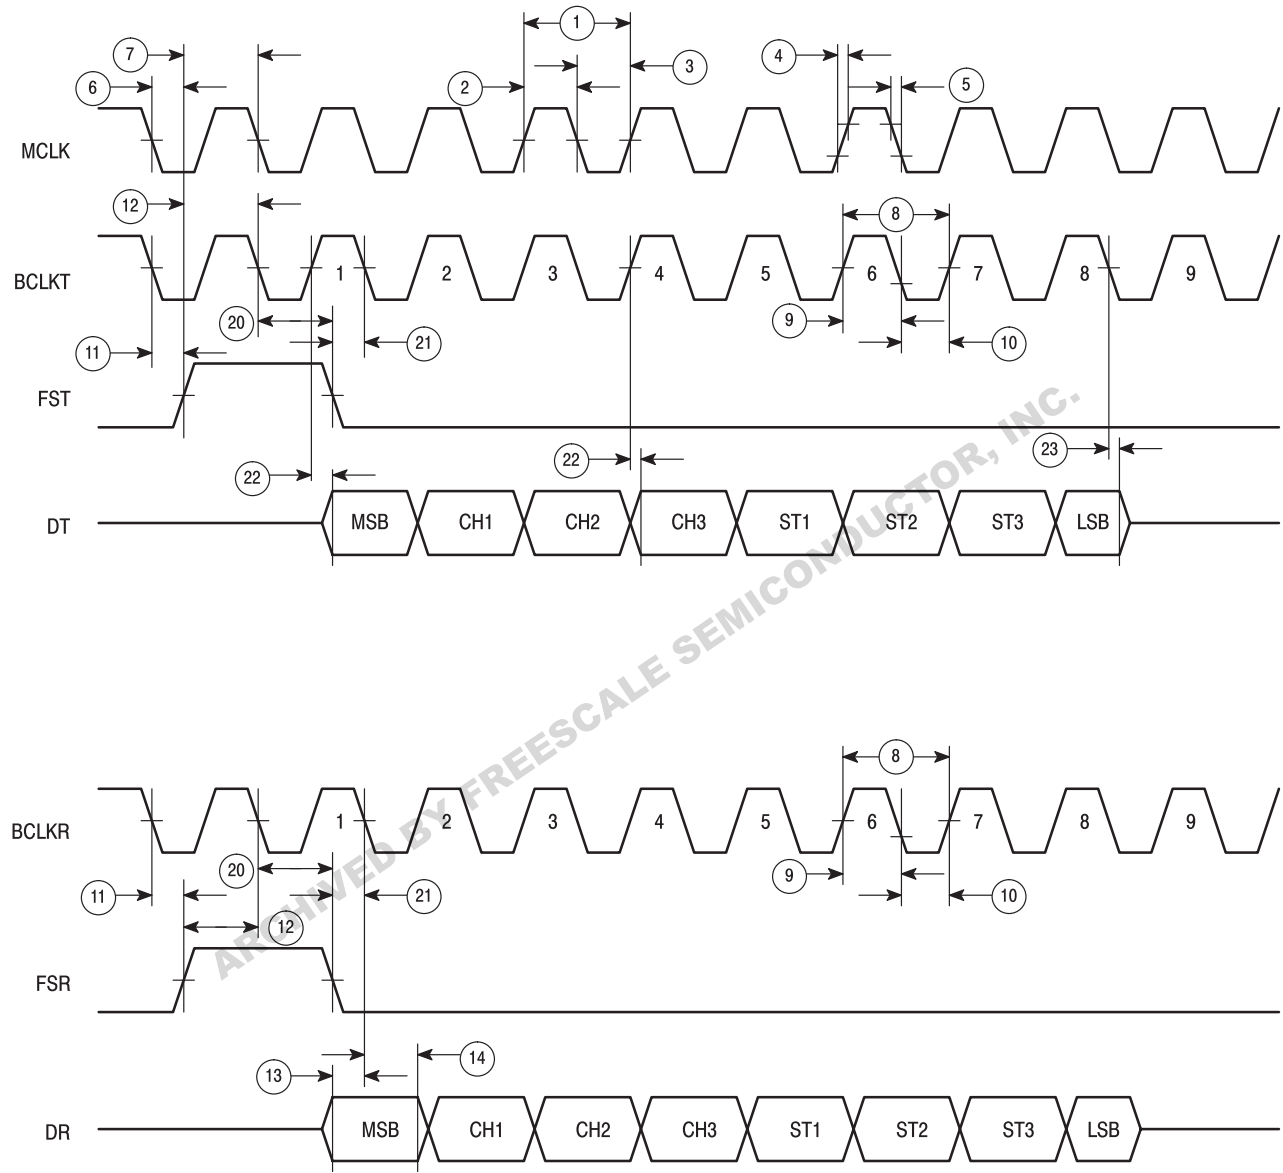 1
7
4
3
6
2
5
MCLK
12
8
BCLKT
1 2 3 4 5 6 7 8 9
20
9
21
10
11
FST
22
22
23
DT
MSB CH1 CH2 CH3 ST1 ST2 ST3 LSB
ARCHIVED BY FREESCALE SEMICONDUCTOR, INC.
8
BCLKR
1 2 3 4 5 6 7 8 9
20
9
11
21
10
12
FSR
14
13
DR
MSB CH1 CH2 CH3 ST1 ST2 ST3 LSB